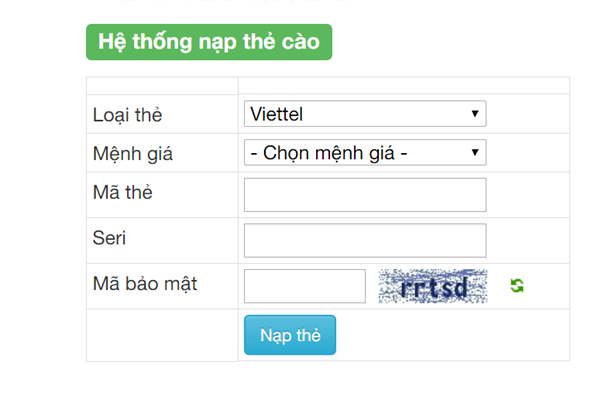 Hệ thống nạp thẻ cào
Loại thẻ Viettel
Mệnh giá - Chọn mệnh giá -
Mã thẻ
Seri
Mã bảo mật rrtsd
Nạp thẻ